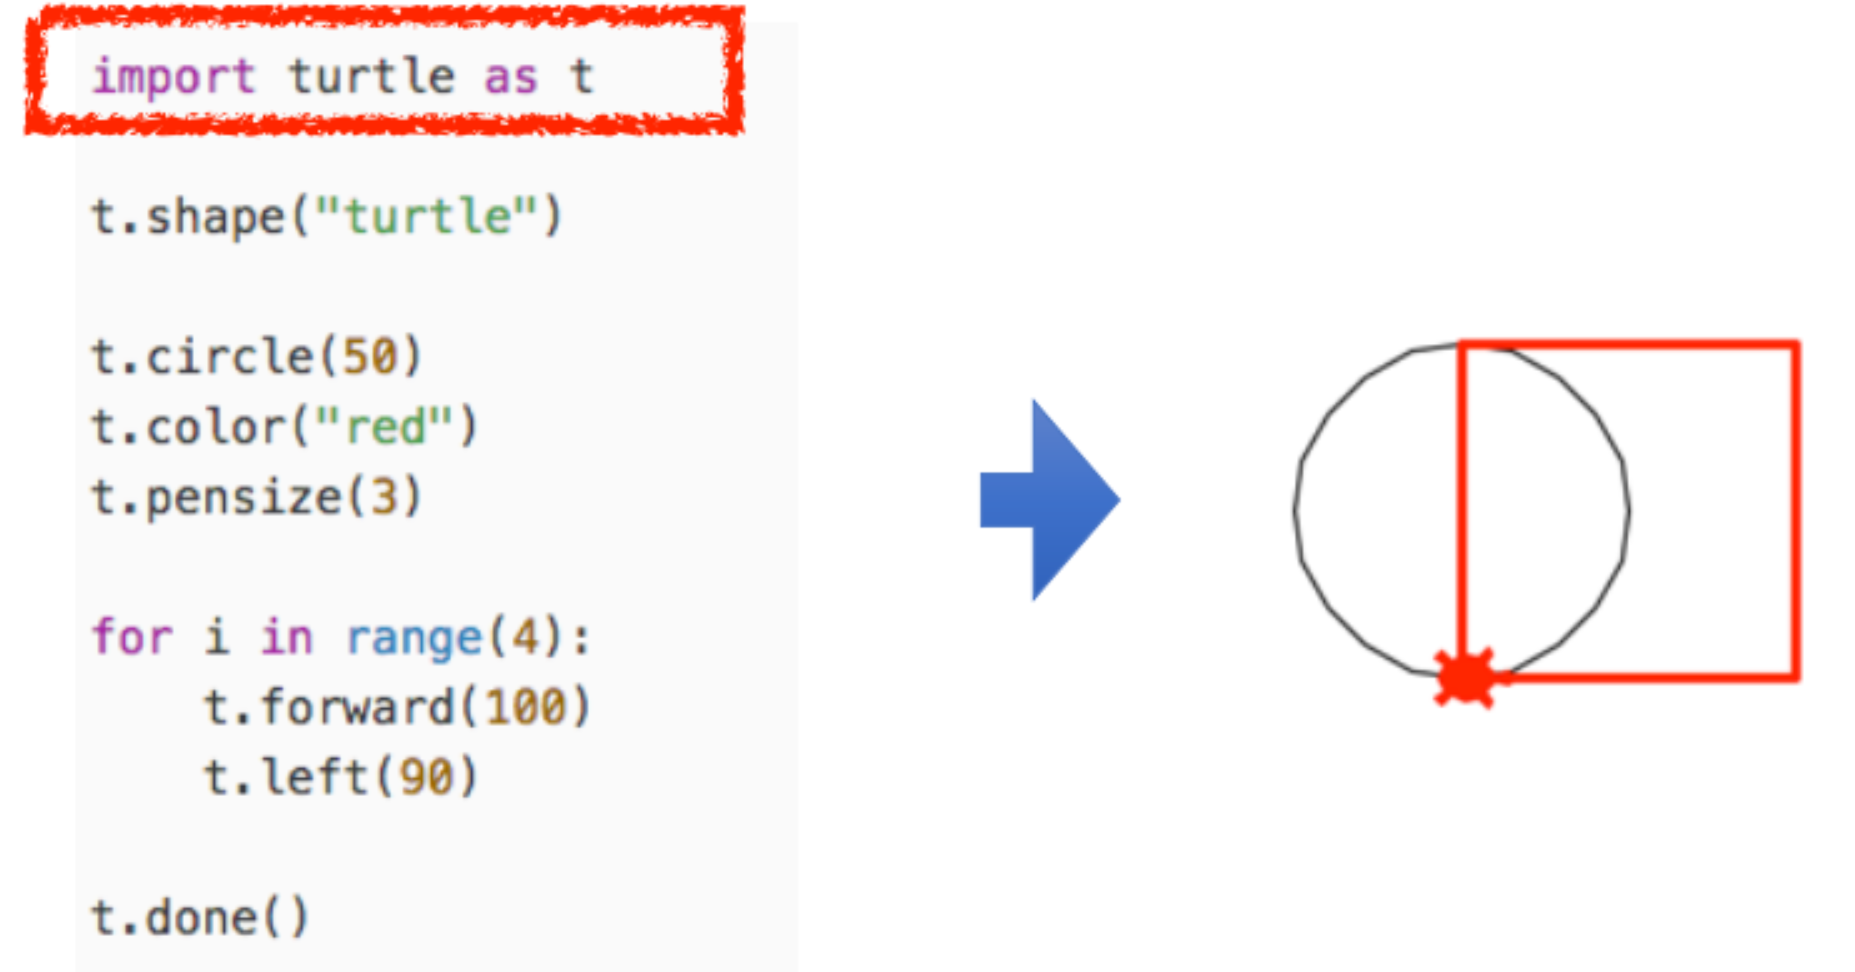 import turtle as t
t.shape("turtle")
t.circle(50)
t.color("red")
t.pensize(3)
for i in range(4):
    t.forward(100)
    t.left(90)
t.done()